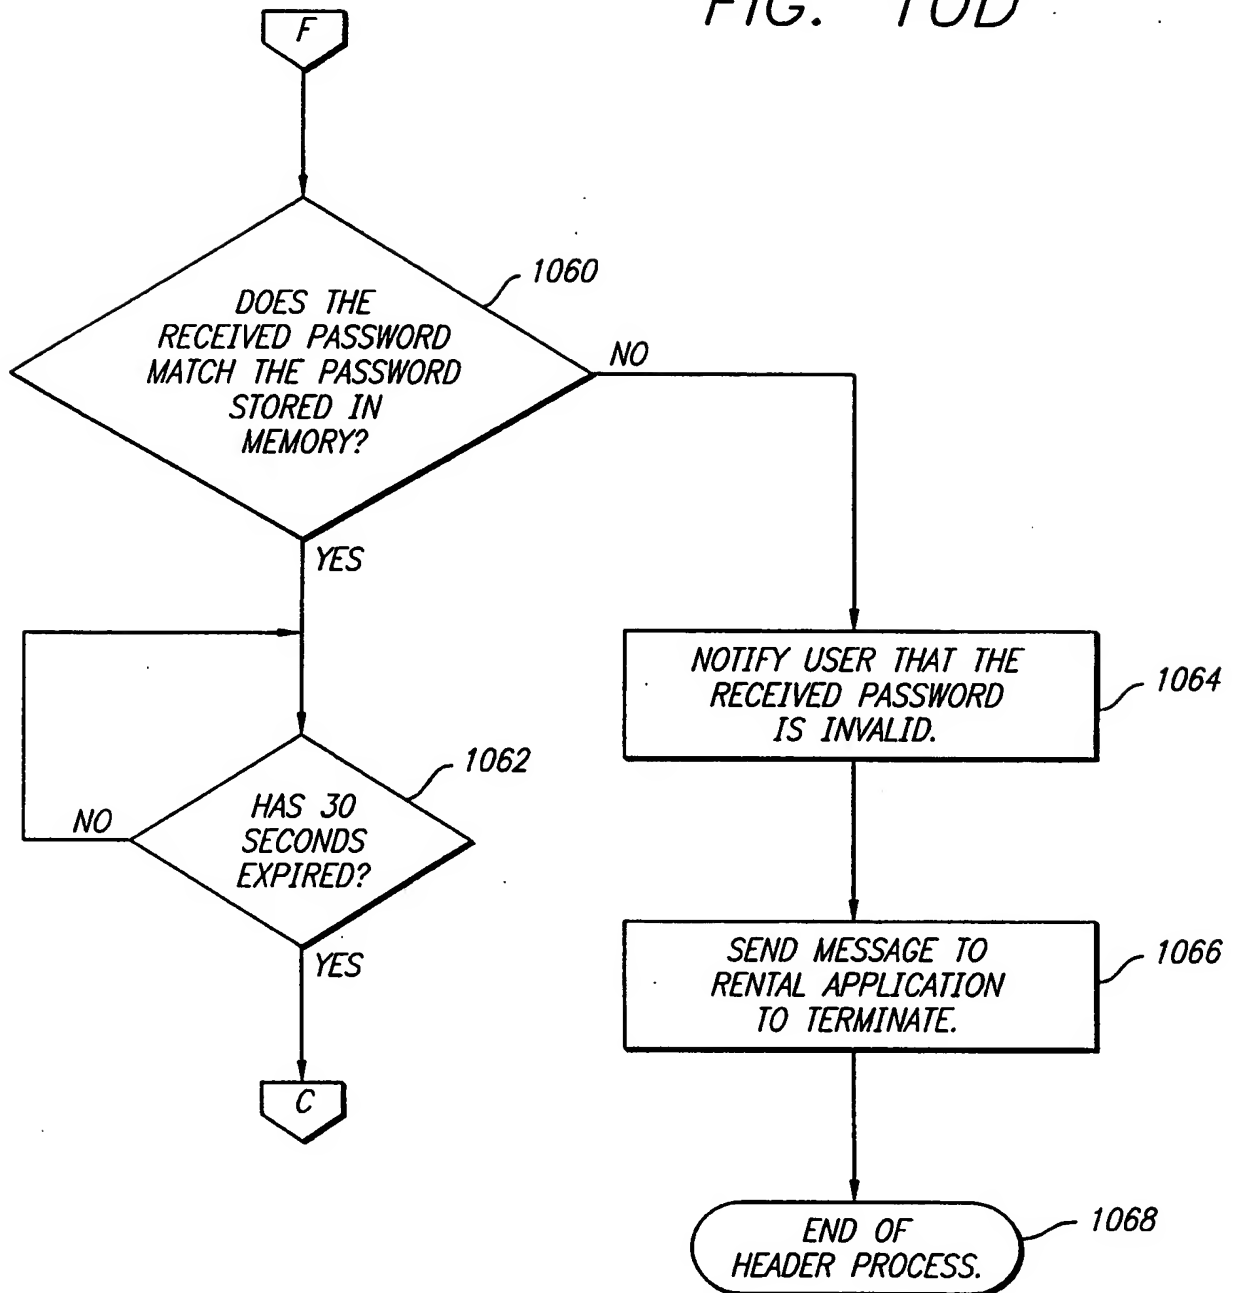 FIG. 10D
F
1060
DOES THE
RECEIVED PASSWORD
MATCH THE PASSWORD
STORED IN
MEMORY?
NO
YES
NOTIFY USER THAT THE
RECEIVED PASSWORD
IS INVALID.
1064
1062
HAS 30
SECONDS
EXPIRED?
NO
YES
SEND MESSAGE TO
RENTAL APPLICATION
TO TERMINATE.
1066
C
END OF
HEADER PROCESS.
1068